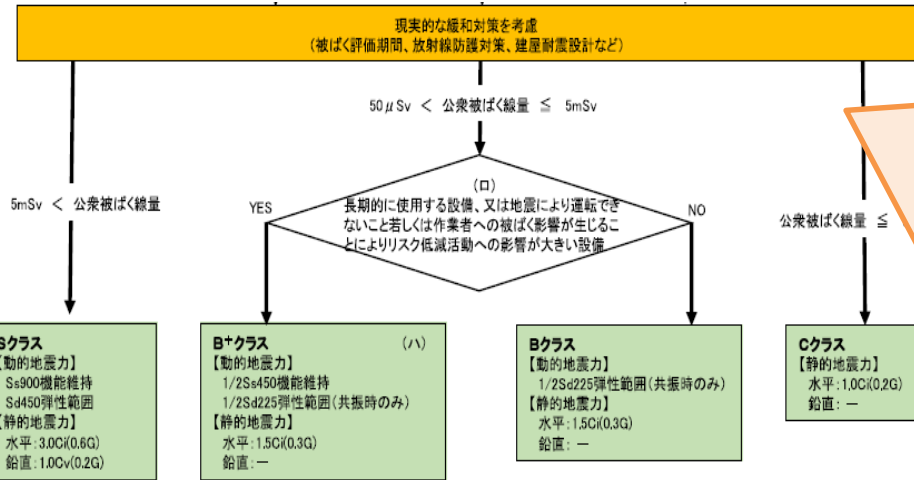 現実的な緩和対策を考慮
(被ばく評価期間、放射線防護対策、建屋耐震設計など)
50μSv < 公衆被ばく線量 ≦ 5mSv
5mSv < 公衆被ばく線量
YES
(ロ)
長期的に使用する設備、又は地震により運転でき
ないこと若しくは作業者への被ばく影響が生じるこ
とによりリスク低減活動への影響が大きい設備
NO
公衆被ばく線量 ≦
Sクラス
【動的地震力】
Ss900機能維持
Sd450弾性範囲
【静的地震力】
水平:3.0Ci(0.6G)
鉛直:1.0Cv(0.2G)
B+クラス (ハ)
【動的地震力】
1/2Ss450機能維持
1/2Sd225弾性範囲(共振時のみ)
【静的地震力】
水平:1.5Ci(0.3G)
鉛直:-
Bクラス
【動的地震力】
1/2Sd225弾性範囲(共振時のみ)
【静的地震力】
水平:1.5Ci(0.3G)
鉛直:-
Cクラス
【静的地震力】
水平:1.0Ci(0.2G)
鉛直:-